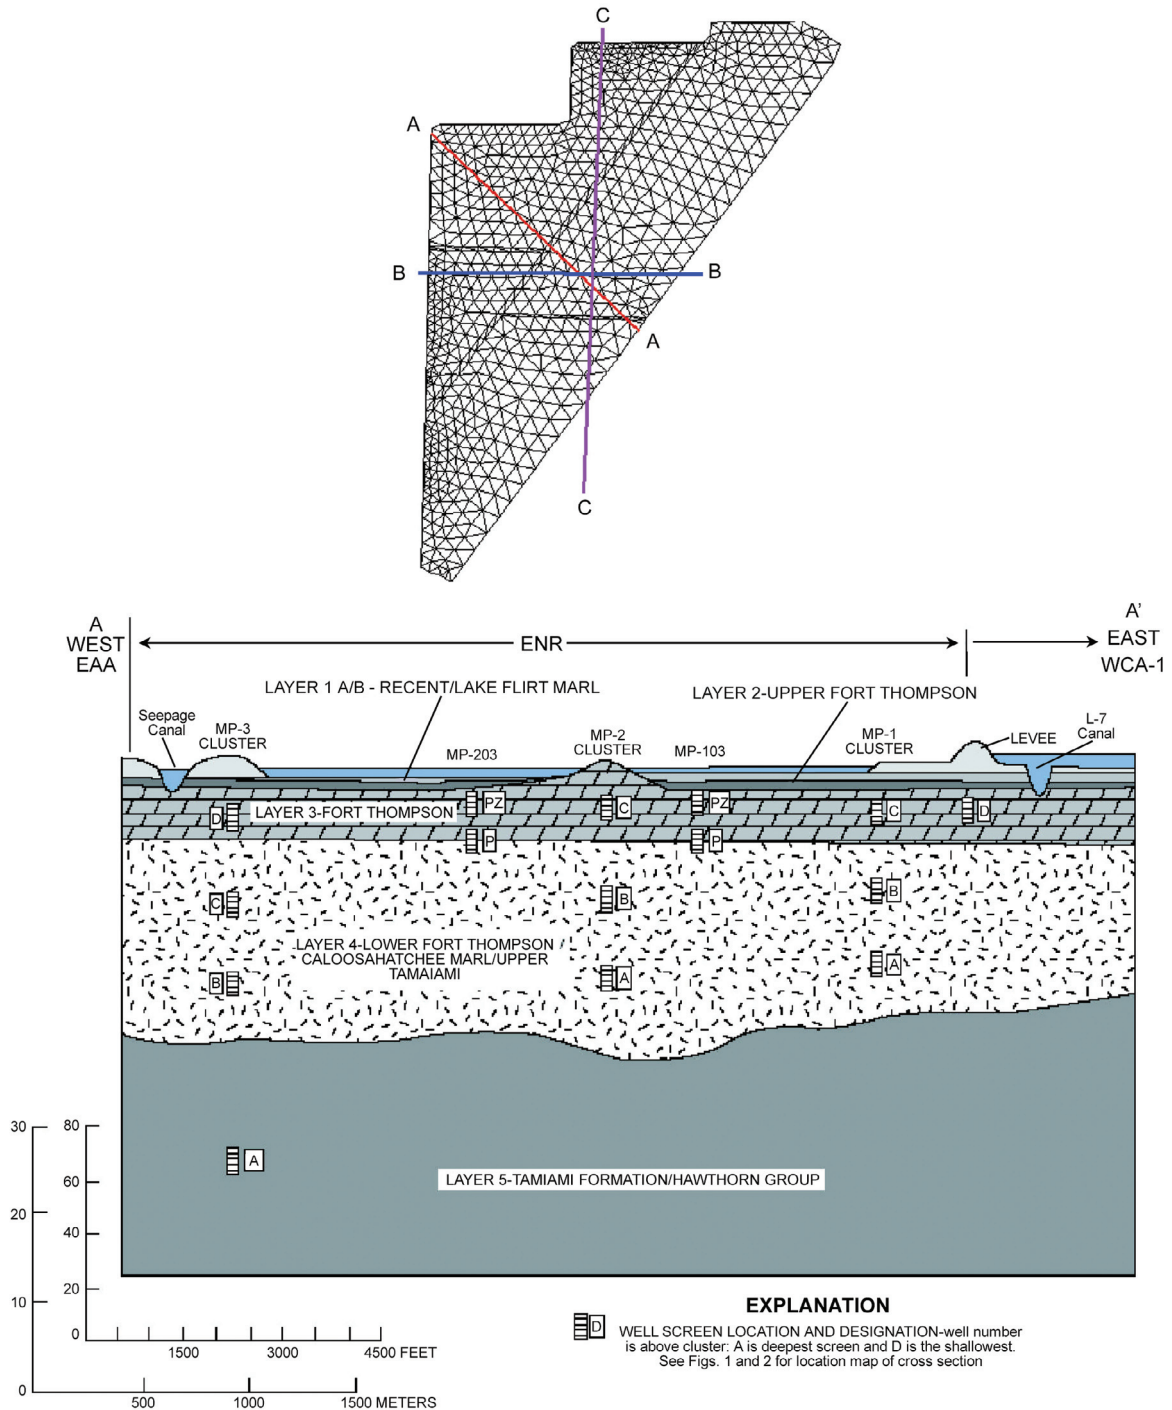 C
A
B
B
A
C
A
WEST
EAA
ENR
A'
EAST
WCA-1
LAYER 1 A/B - RECENT/LAKE FLIRT MARL
LAYER 2-UPPER FORT THOMPSON
Seepage
Canal
MP-3
CLUSTER
MP-203
MP-2
CLUSTER
MP-103
MP-1
CLUSTER
LEVEE
L-7
Canal
D
LAYER 3-FORT THOMPSON
PZ
C
PZ
C
D
P
P
C
B
B
LAYER 4-LOWER FORT THOMPSON /
CALOOSAHATCHEE MARL/UPPER
TAMAIAMI
B
A
A
A
LAYER 5-TAMIAMI FORMATION/HAWTHORN GROUP
30
20
10
0
80
60
40
20
0
1500 3000 4500 FEET
500 1000 1500 METERS
EXPLANATION
D
WELL SCREEN LOCATION AND DESIGNATION-well number
is above cluster: A is deepest screen and D is the shallowest.
See Figs. 1 and 2 for location map of cross section